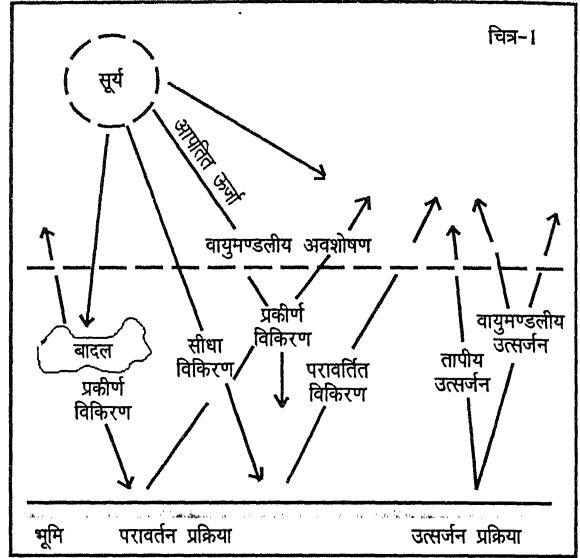 चित्र-1
सूर्य
आपतित ऊर्जा
वायुमण्डलीय अवशोषण
बादल
प्रकीर्ण
विकिरण
सीधा
विकिरण
प्रकीर्ण
विकिरण
परावर्तित
विकिरण
तापीय
उत्सर्जन
वायुमण्डलीय
उत्सर्जन
भूमि
परावर्तन प्रक्रिया
उत्सर्जन प्रक्रिया